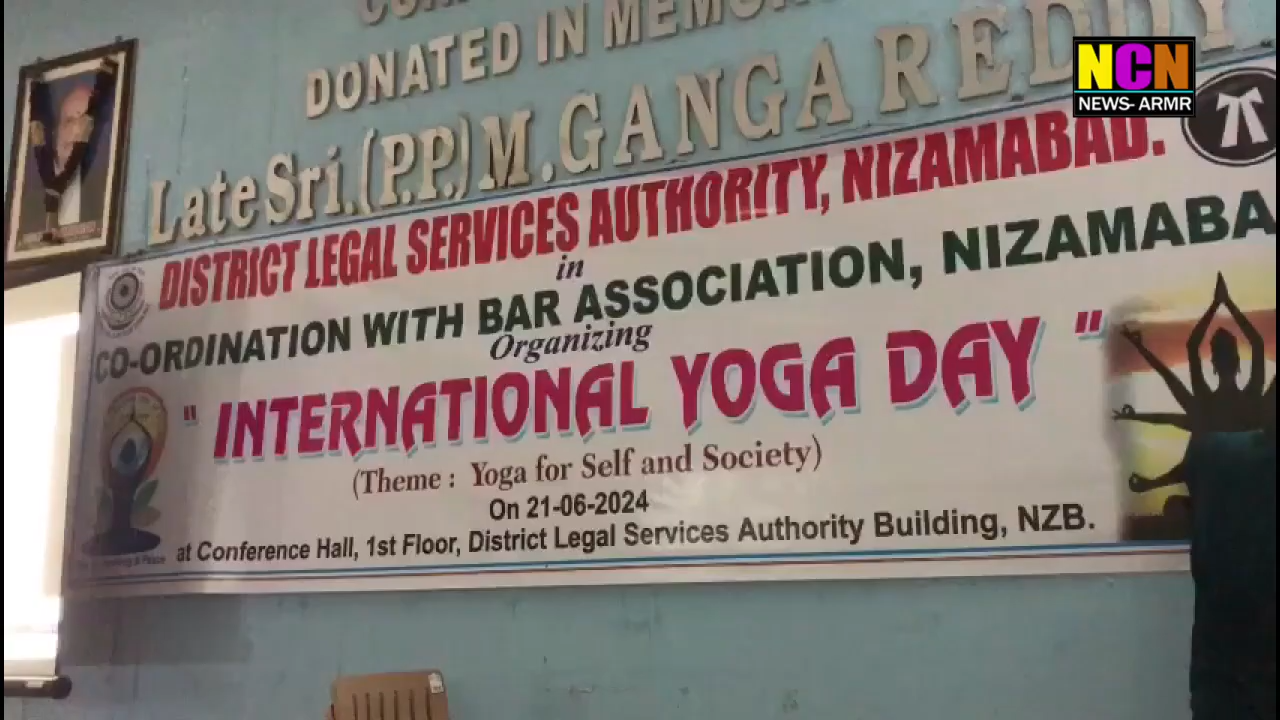 DONATED IN MEMOR
Late Sri.(P.P.) M.GANGA REDDY
NCN
NEWS- ARMR
DISTRICT LEGAL SERVICES AUTHORITY, NIZAMABAD.
in
CO-ORDINATION WITH BAR ASSOCIATION, NIZAMABA
Organizing
" INTERNATIONAL YOGA DAY "
(Theme : Yoga for Self and Society)
On 21-06-2024
at Conference Hall, 1st Floor, District Legal Services Authority Building, NZB.